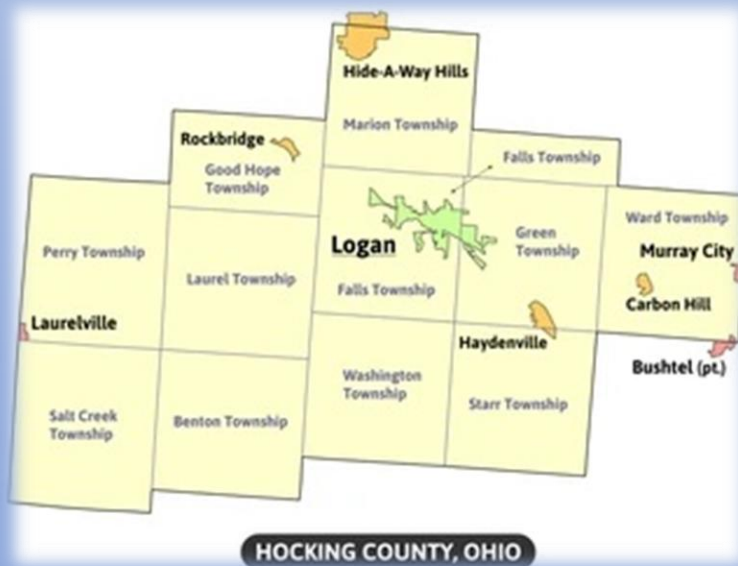 Hide-A-Way Hills
Marion Township
Rockbridge
Good Hope
Township
Falls Township
Perry Township
Laurel Township
Logan
Falls Township
Green
Township
Ward Township
Murray City
Carbon Hill
Laurelville
Haydenville
Bushtel (pt.)
Salt Creek
Township
Benton Township
Washington
Township
Starr Township
HOCKING COUNTY, OHIO